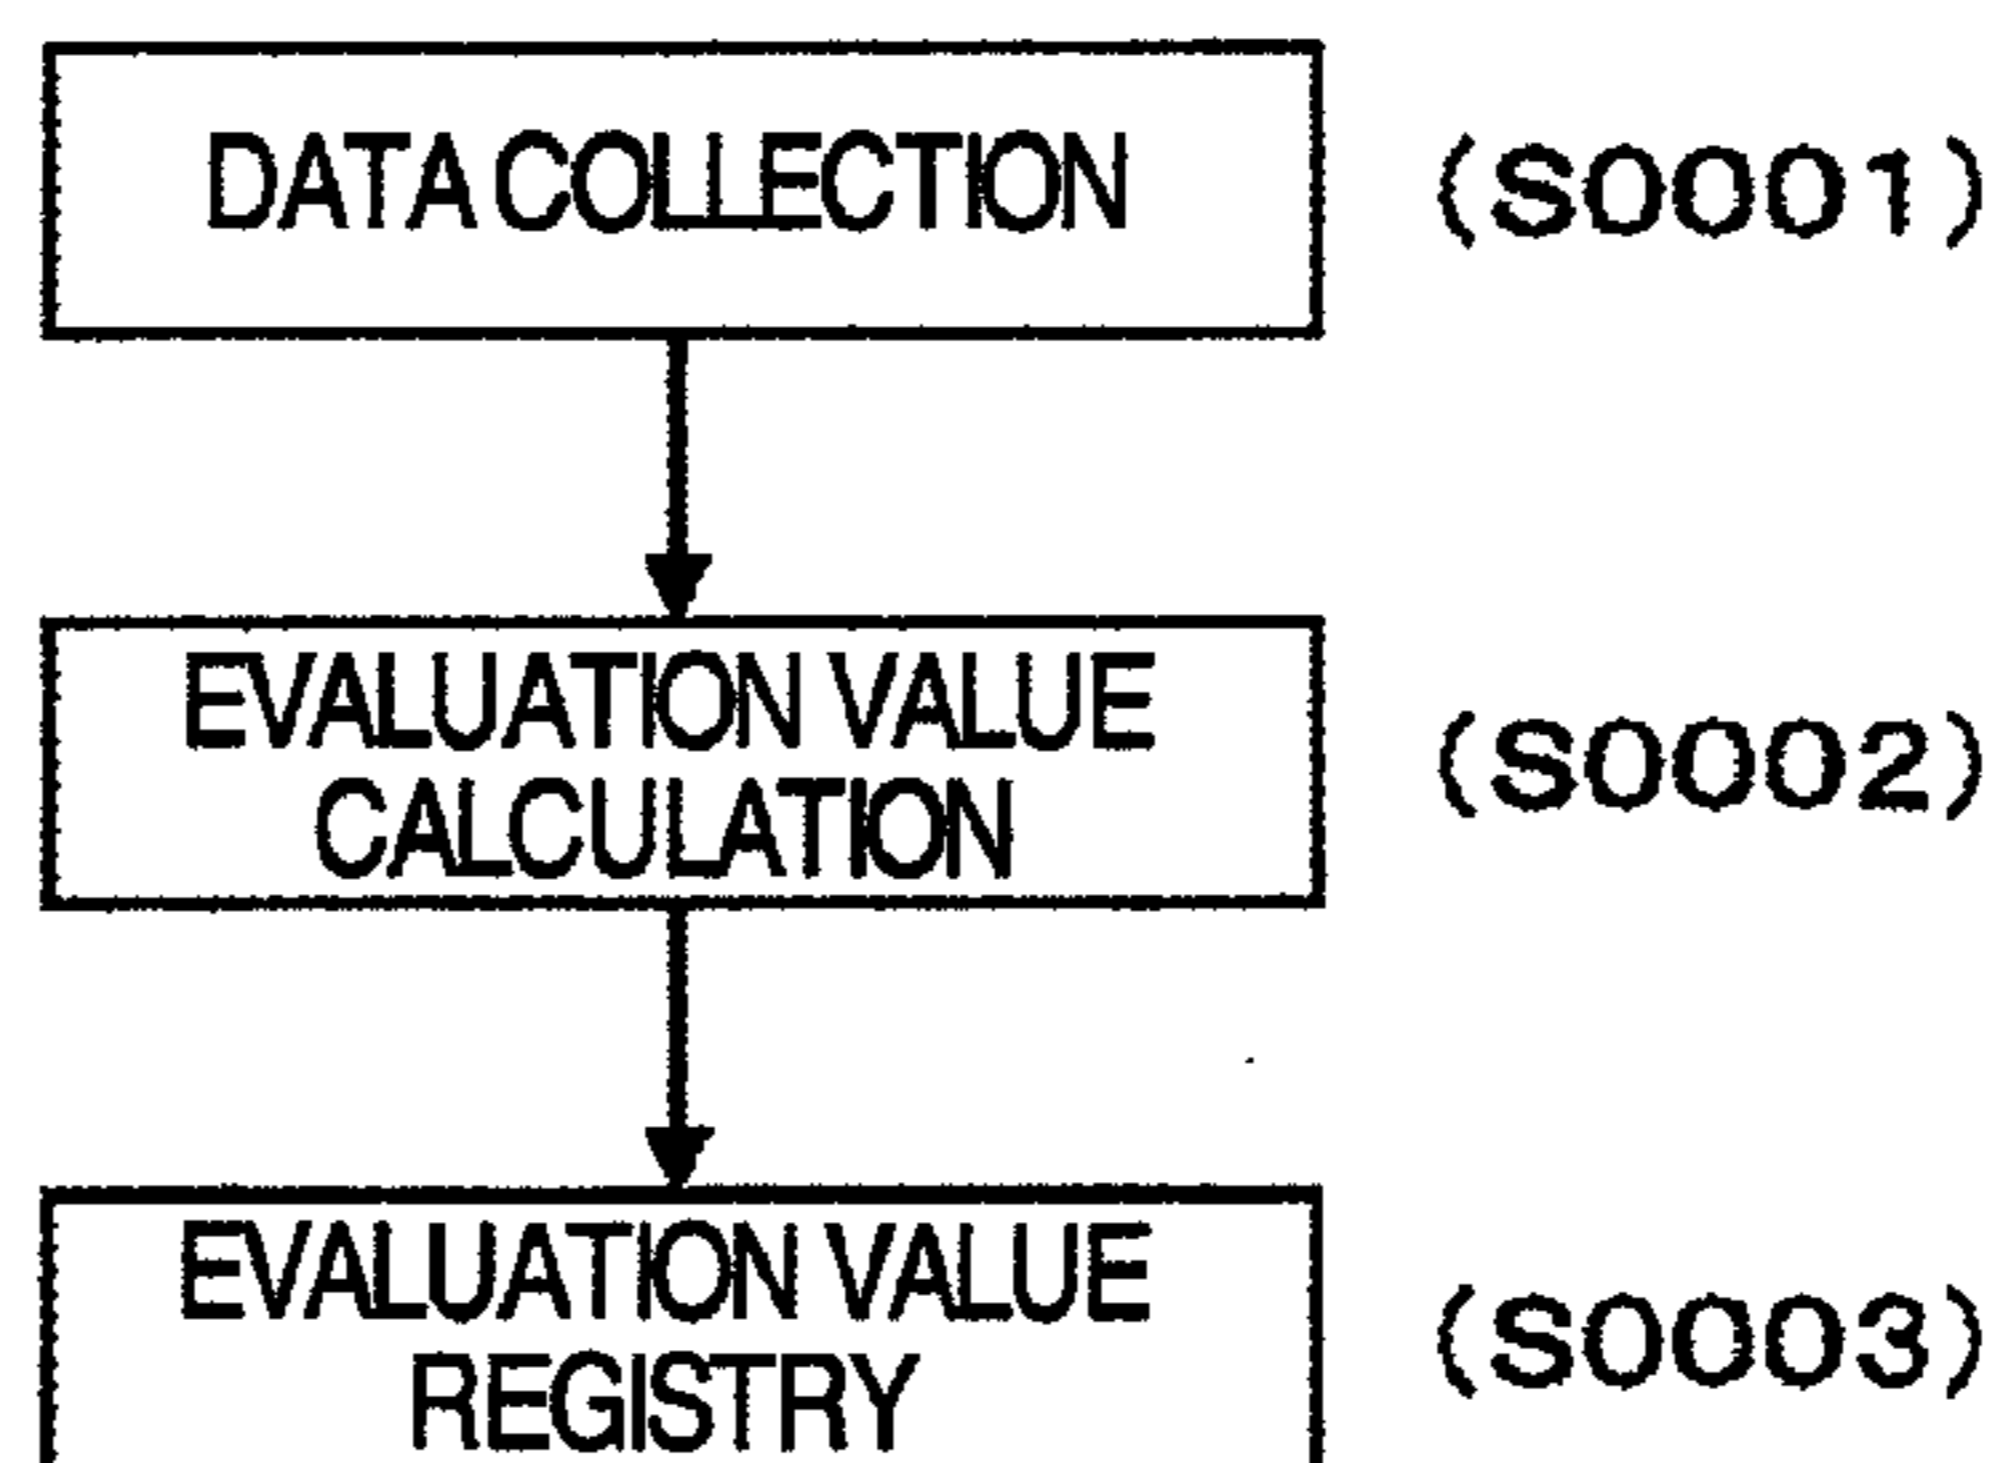 DATA COLLECTION (S0001)
EVALUATION VALUE
CALCULATION
(S0002)
EVALUATION VALUE
REGISTRY
(S0003)